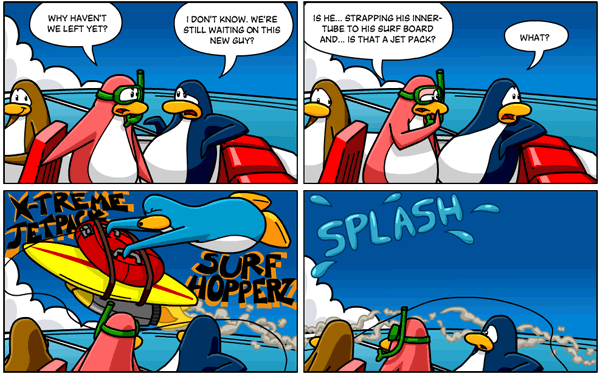 WHY HAVEN'T
WE LEFT YET?
I DON'T KNOW. WE'RE
STILL WAITING ON THIS
NEW GUY?
IS HE... STRAPPING HIS INNER-
TUBE TO HIS SURF BOARD
AND... IS THAT A JET PACK?
WHAT?
X-TREME
JETPACK
SURF
HOPPERZ
SPLASH